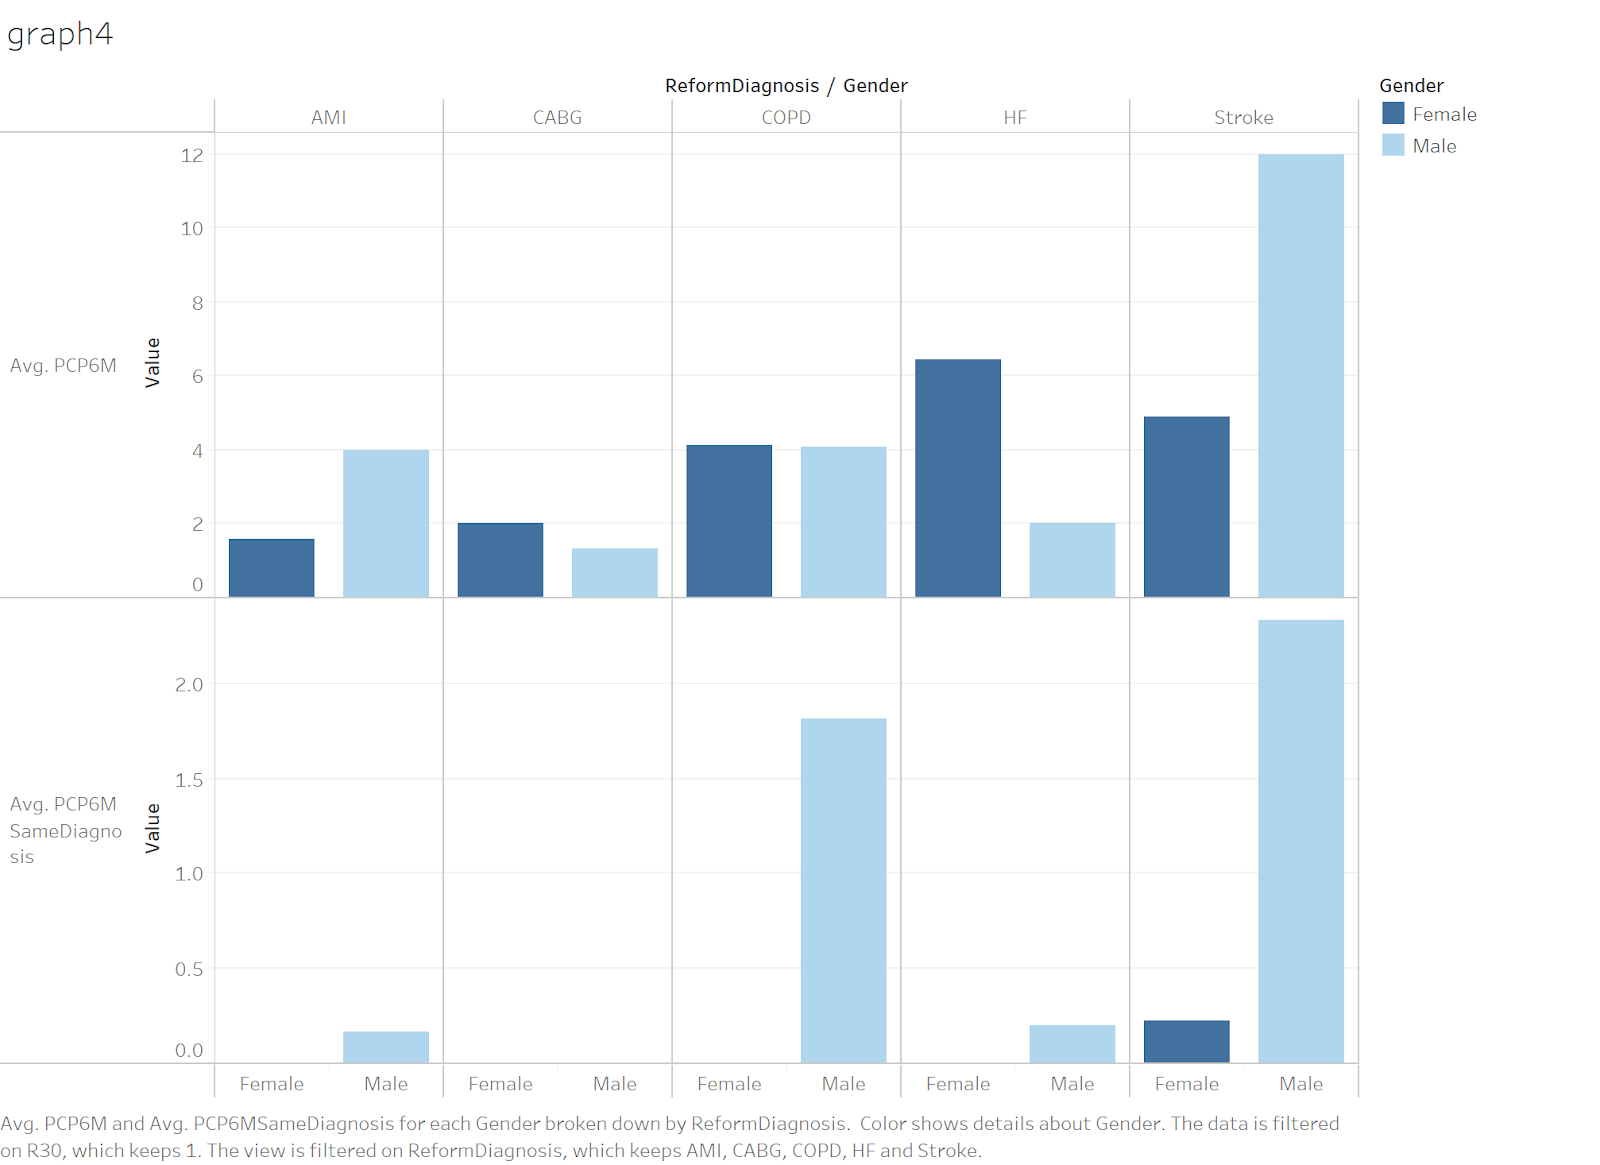 graph4
ReformDiagnosis / Gender
AMI CABG COPD HF Stroke
Gender
Female
Male
Avg. PCP6M
Value
12
10
8
6
4
2
0
Avg. PCP6M
SameDiagno
sis
Value
2.0
1.5
1.0
0.5
0.0
Female Male Female Male Female Male Female Male Female Male
Avg. PCP6M and Avg. PCP6MSameDiagnosis for each Gender broken down by ReformDiagnosis. Color shows details about Gender. The data is filtered
on R30, which keeps 1. The view is filtered on ReformDiagnosis, which keeps AMI, CABG, COPD, HF and Stroke.